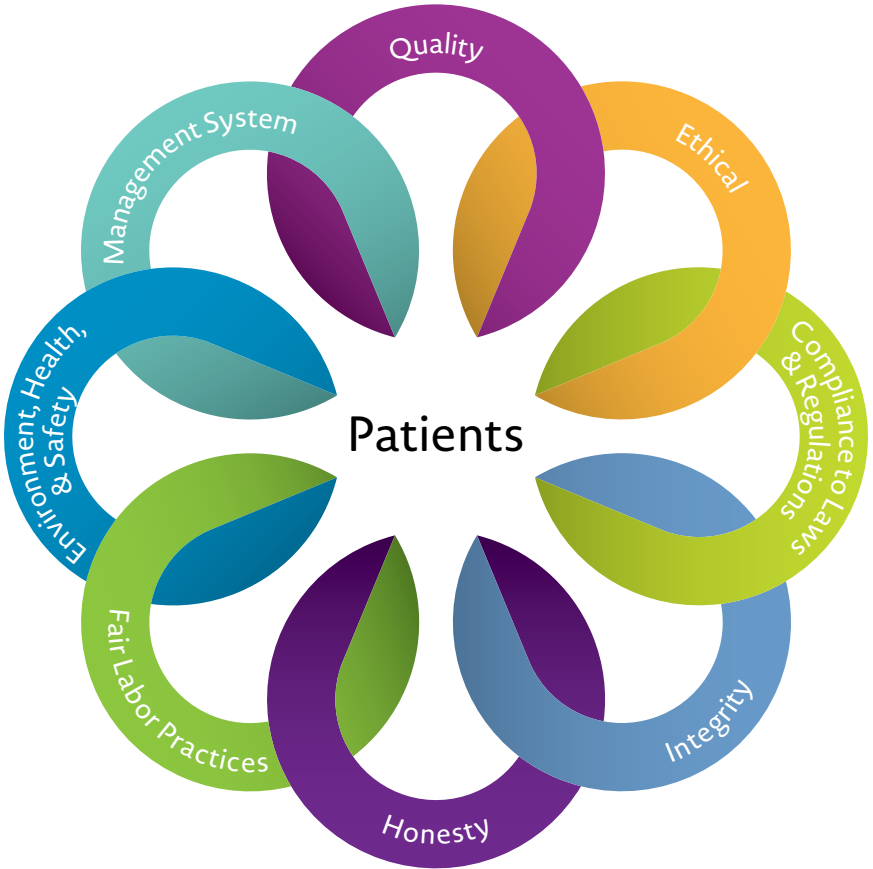 Quality
Ethical
Compliance to Laws
& Regulations
Integrity
Honesty
Fair Labor Practices
Environment, Health,
& Safety
Management System
Patients